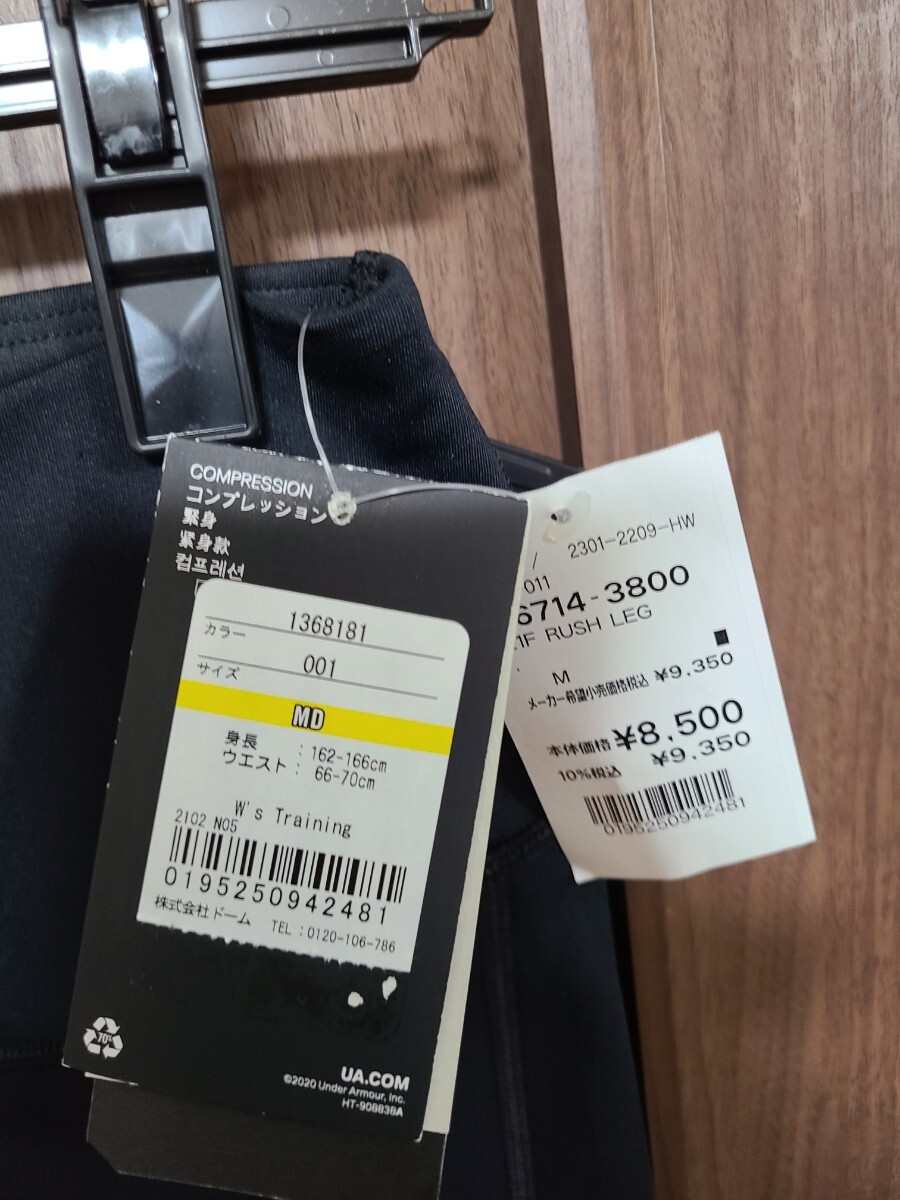 COMPRESSION
コンプレッション
緊身
紧身款
컴프레션
1368181
カラー
001
サイズ
MD
身長 : 162-166cm
ウエスト : 66-70cm
W's Training
2102 N05
0195250942481
株式会社ドーム TEL:0120-106-786
70%
UA.COM
©2020 Under Armour, Inc.
HT-908838A
/ 2301-2209-HW
011
6714-3800
1F RUSH LEG
M
メーカー希望小売価格税込 ¥9,350
本体価格 ¥8,500
10%税込 ¥9,350
0195250942481